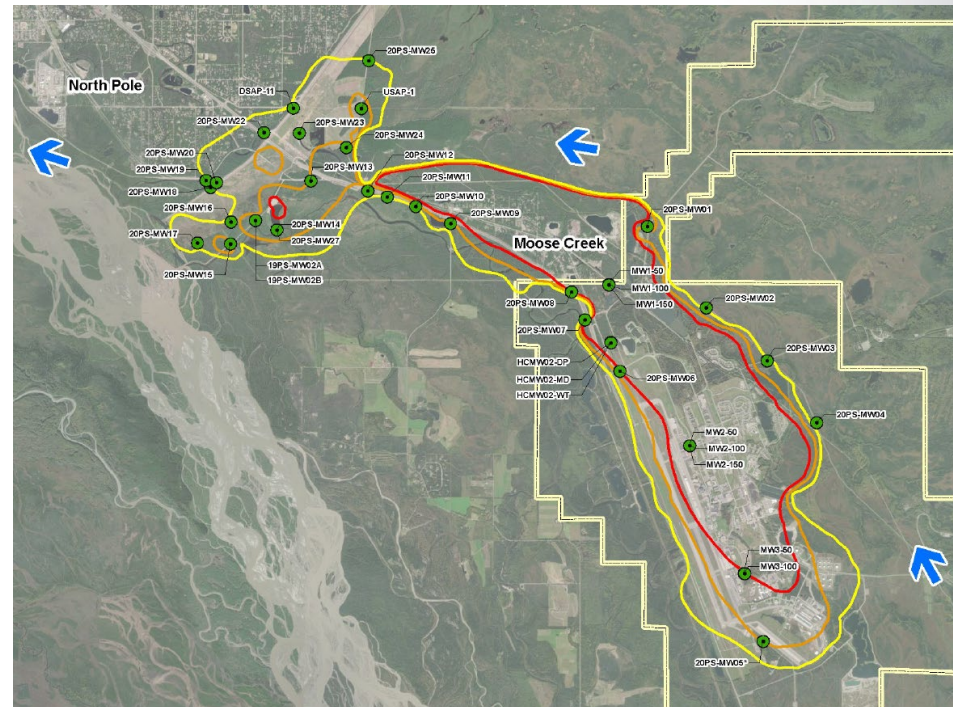 20PS-MW26
North Pole
DSAP-11
USAP-1
20PS-MW22
20PS-MW23
20PS-MW24
20PS-MW20
20PS-MW19
20PS-MW18
20PS-MW13
20PS-MW12
20PS-MW11
20PS-MW10
20PS-MW09
20PS-MW16
20PS-MW14
20PS-MW27
20PS-MW17
20PS-MW15
19PS-MW02A
19PS-MW02B
20PS-MW01
Moose Creek
MW1-50
MW1-100
MW1-150
20PS-MW08
20PS-MW02
20PS-MW07
HCMW02-DP
HCMW02-MD
HCMW02-WT
20PS-MW03
20PS-MW06
20PS-MW04
MW2-50
MW2-100
MW2-150
MW3-50
MW3-100
20PS-MW05*